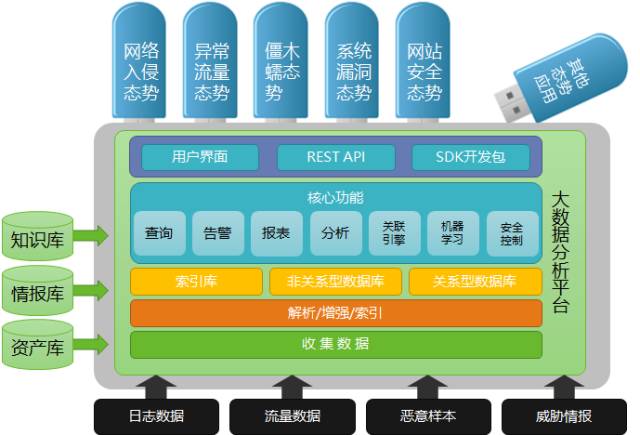 网络
入侵
态势
异常
流量
态势
僵木
蠕态
势
系统
漏洞
态势
网站
安全
态势
其他
态势
应用
用户界面
REST API
SDK开发包
核心功能
查询
告警
报表
分析
关联
引擎
机器
学习
安全
控制
索引库
非关系型数据库
关系型数据库
解析/增强/索引
收集数据
大数据分析平台
知识库
情报库
资产库
日志数据
流量数据
恶意样本
威胁情报